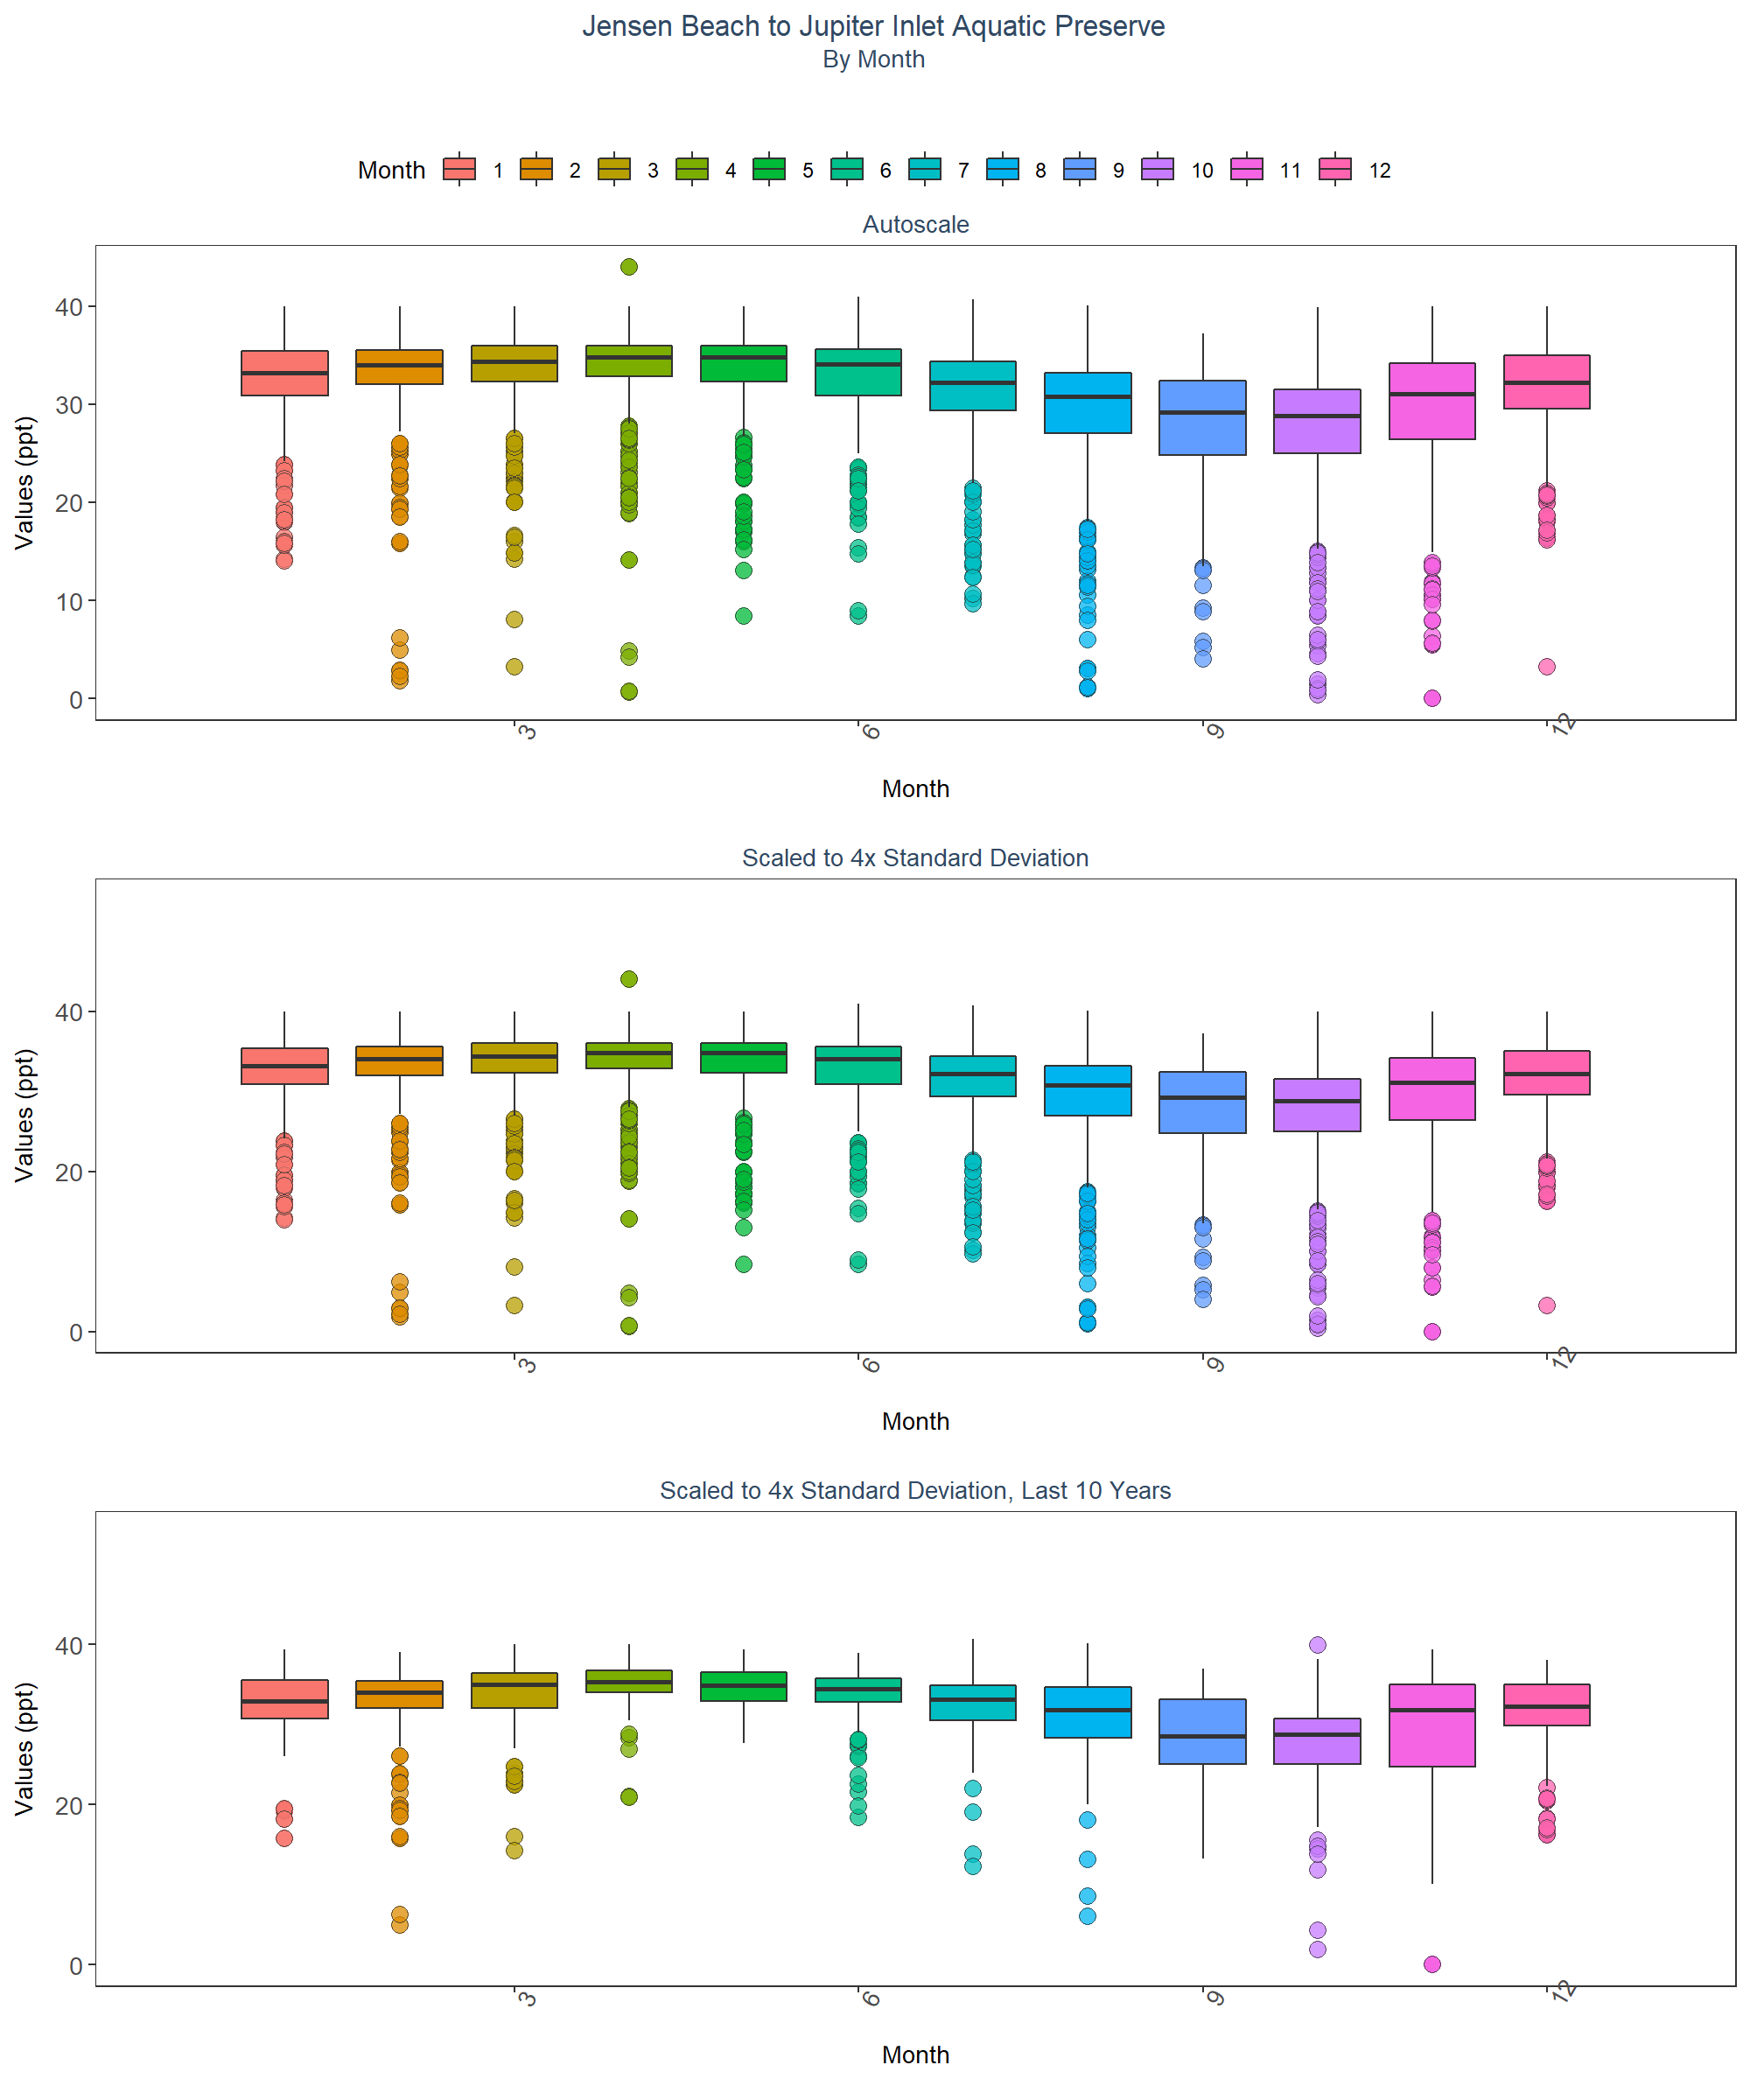 Jensen Beach to Jupiter Inlet Aquatic Preserve
By Month
Month 1 2 3 4 5 6 7 8 9 10 11 12
Autoscale
Values (ppt)
40
30
20
10
0
3 6 9 12
Month
Scaled to 4x Standard Deviation
Values (ppt)
40
20
0
3 6 9 12
Month
Scaled to 4x Standard Deviation, Last 10 Years
Values (ppt)
40
20
0
3 6 9 12
Month